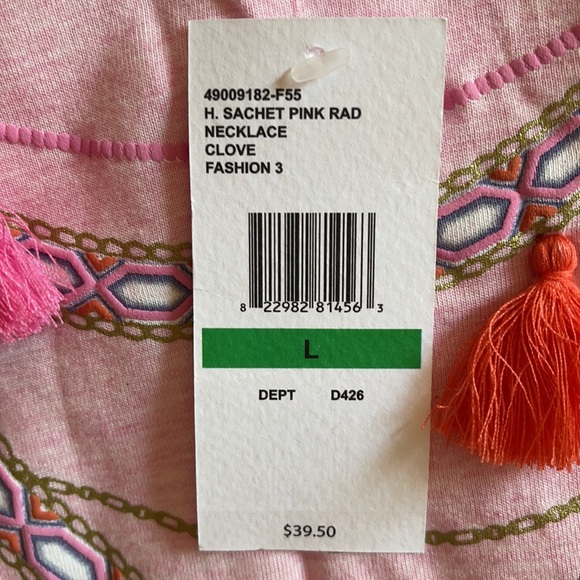 49009182-F55
H. SACHET PINK RAD
NECKLACE
CLOVE
FASHION 3
8 22982 81456 3
L
DEPT D426
$39.50